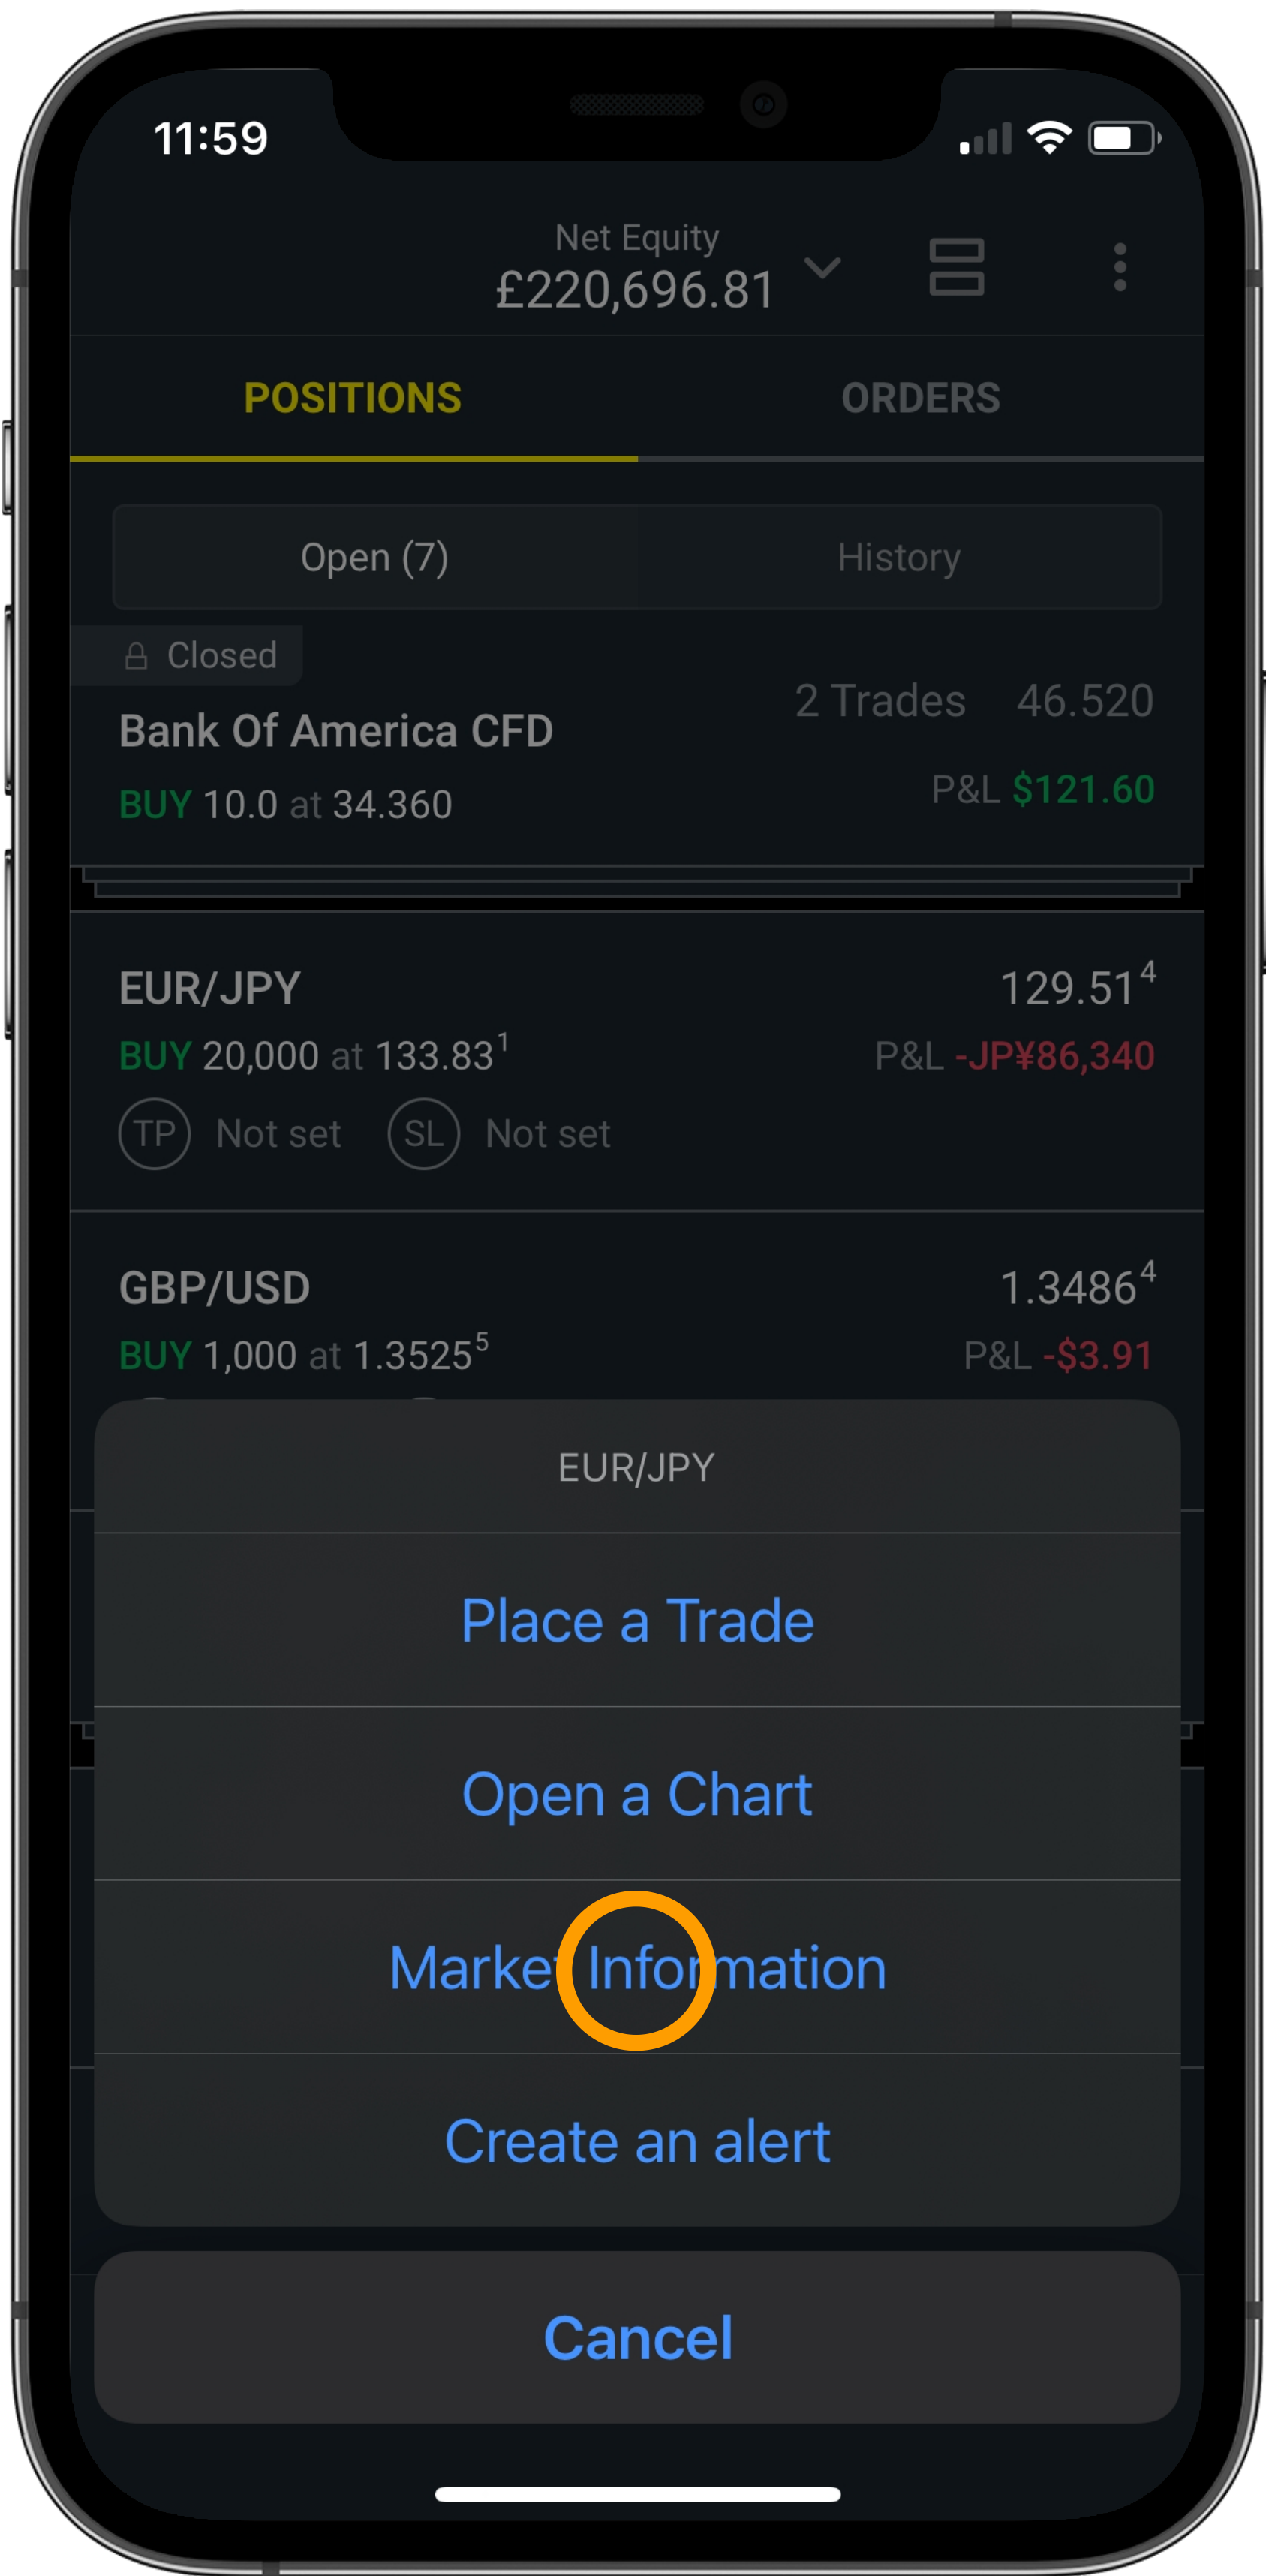 11:59
Net Equity
£220,696.81
POSITIONS ORDERS
Open (7) History
Closed
2 Trades 46.520
Bank Of America CFD
P&L $121.60
BUY 10.0 at 34.360
EUR/JPY 129.51⁴
BUY 20,000 at 133.83¹ P&L -JP¥86,340
TP Not set SL Not set
GBP/USD 1.3486⁴
BUY 1,000 at 1.3525⁵ P&L -$3.91
EUR/JPY
Place a Trade
Open a Chart
Market Information
Create an alert
Cancel